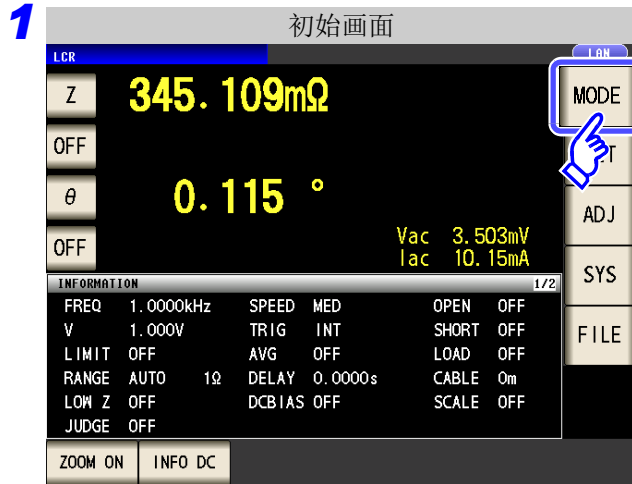 1
初始画面
LCR
LAN
Z 345.109mΩ
MODE
OFF
θ 0.115 °
ADJ
OFF
Vac 3.503mV
Iac 10.15mA
SYS
INFORMATION 1/2
FREQ 1.0000kHz SPEED MED OPEN OFF
V 1.000V TRIG INT SHORT OFF
FILE
LIMIT OFF AVG OFF LOAD OFF
RANGE AUTO 1Ω DELAY 0.0000s CABLE 0m
LOW Z OFF DCBIAS OFF SCALE OFF
JUDGE OFF
ZOOM ON INFO DC